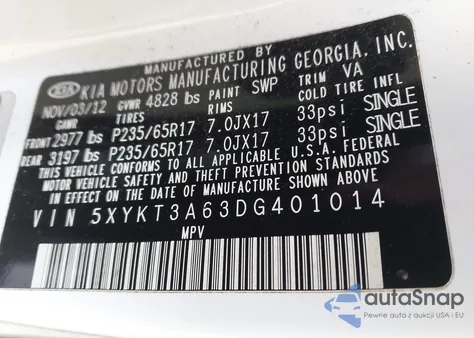 MANUFACTURED BY
KIA KIA MOTORS MANUFACTURING GEORGIA, INC.
NOV/03/12 GVWR 4828 lbs PAINT SWP TRIM VA
GAWR TIRES RIMS COLD TIRE INFL
FRONT 2977 lbs P235/65R17 7.0JX17 33psi SINGLE
REAR 3197 lbs P235/65R17 7.0JX17 33psi SINGLE
THIS VEHICLE CONFORMS TO ALL APPLICABLE U.S.A. FEDERAL
MOTOR VEHICLE SAFETY AND THEFT PREVENTION STANDARDS
IN EFFECT ON THE DATE OF MANUFACTURE SHOWN ABOVE.
VIN 5XYKT3A63DG401014
MPV
autaSnap
Pewne auta z aukcji USA i EU